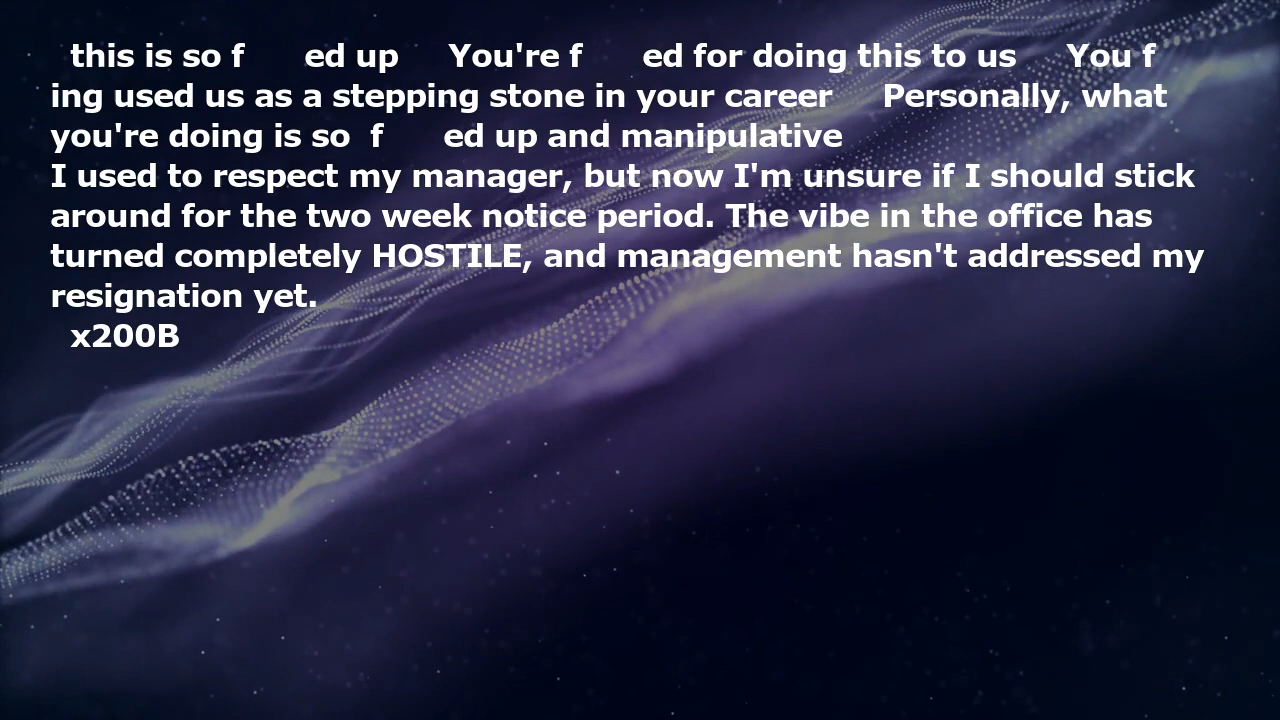 this is so f ed up You're f ed for doing this to us You f
ing used us as a stepping stone in your career Personally, what
you're doing is so f ed up and manipulative
I used to respect my manager, but now I'm unsure if I should stick
around for the two week notice period. The vibe in the office has
turned completely HOSTILE, and management hasn't addressed my
resignation yet.
x200B